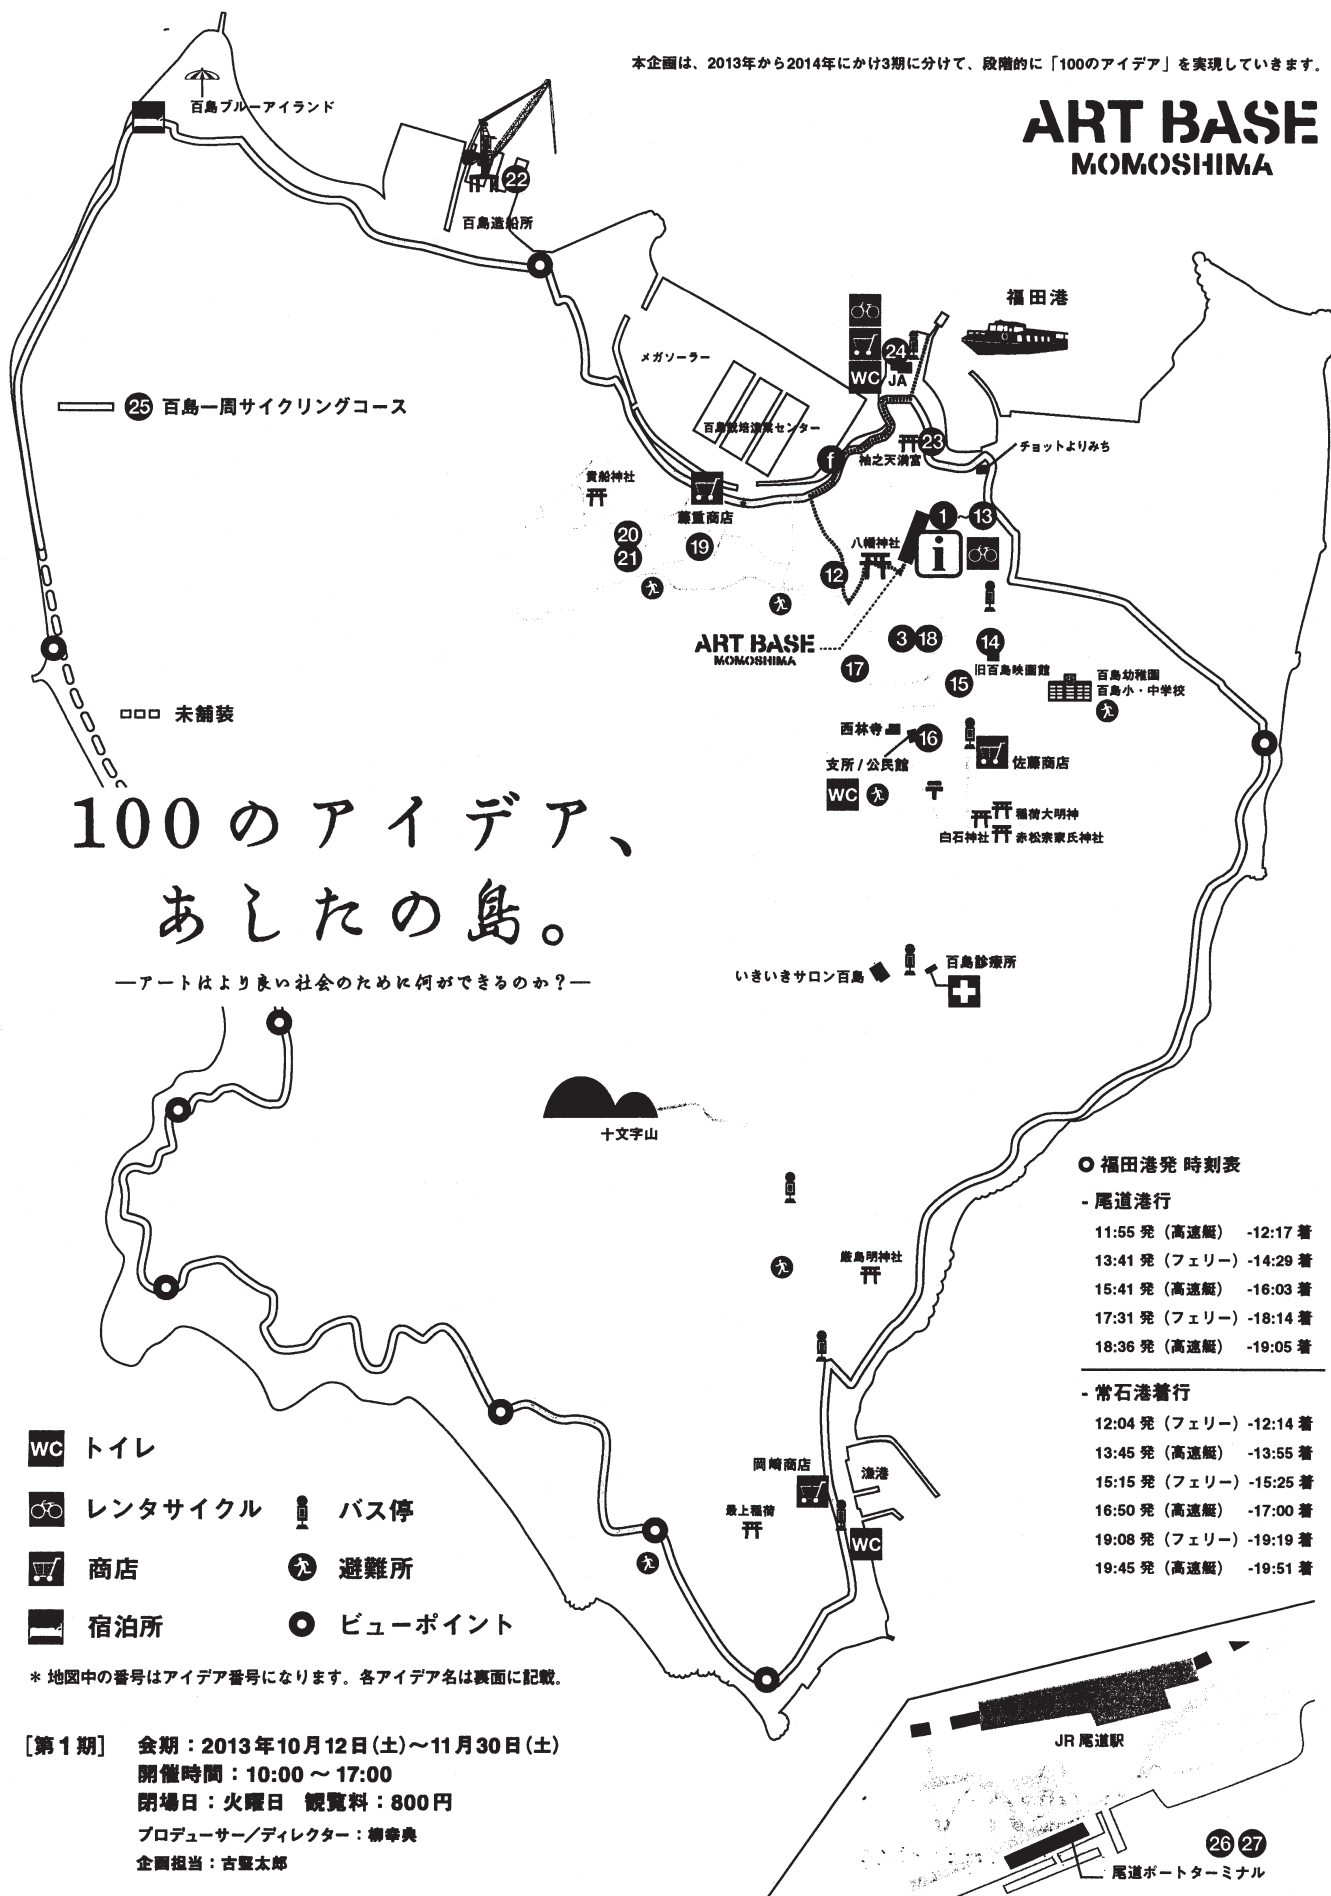 本企画は、2013年から2014年にかけ3期に分けて、段階的に「100のアイデア」を実現していきます。
ART BASE
MOMOSHIMA
百島ブルーアイランド
22
百島造船所
福田港
メガソーラー
24
WC
JA
25 百島一周サイクリングコース
百島栽培漁業センター
f
袖之天満宮
23
チョットよりみち
貴船神社
藤重商店
20
21
19
1 ~ 13
八幡神社
i
12
ART BASE
MOMOSHIMA
3 18
14
旧百島映画館
17
15
百島幼稚園
百島小・中学校
未舗装
西林寺
16
支所 / 公民館
佐藤商店
WC
稲荷大明神
白石神社
赤松宗家氏神社
100のアイデア、
あしたの島。
―アートはより良い社会のために何ができるのか?―
いきいきサロン百島
百島診療所
十文字山
厳島明神社
岡崎商店
漁港
最上稲荷
WC
福田港発 時刻表
- 尾道港行
11:55 発(高速艇) -12:17 着
13:41 発(フェリー)-14:29 着
15:41 発(高速艇) -16:03 着
17:31 発(フェリー)-18:14 着
18:36 発(高速艇) -19:05 着
- 常石港着行
12:04 発(フェリー)-12:14 着
13:45 発(高速艇) -13:55 着
15:15 発(フェリー)-15:25 着
16:50 発(高速艇) -17:00 着
19:08 発(フェリー)-19:19 着
19:45 発(高速艇) -19:51 着
WC トイレ
レンタサイクル
バス停
商店
避難所
宿泊所
ビューポイント
＊ 地図中の番号はアイデア番号になります。各アイデア名は裏面に記載。
[第1期] 会期：2013年10月12日(土)〜11月30日(土)
開催時間：10:00 〜 17:00
閉場日：火曜日 観覧料：800円
プロデューサー／ディレクター：柳幸典
企画担当：古堅太郎
JR 尾道駅
26 27
尾道ポートターミナル